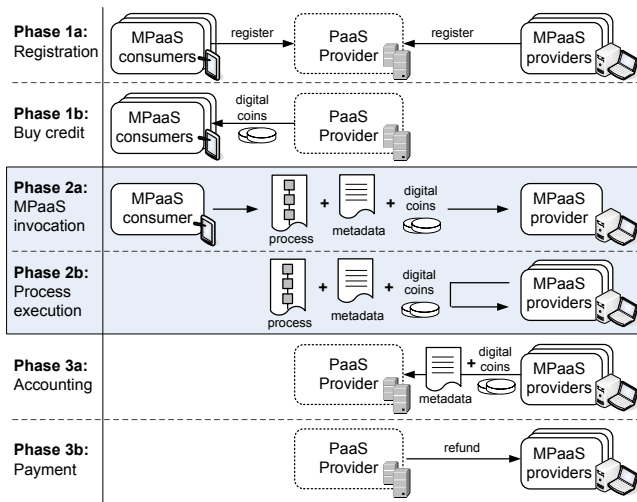 Phase 1a:
Registration
MPaaS
consumers
register
PaaS
Provider
register
MPaaS
providers
Phase 1b:
Buy credit
MPaaS
consumers
digital
coins
PaaS
Provider
Phase 2a:
MPaaS
invocation
MPaaS
consumer
process
+
metadata
+
digital
coins
MPaaS
provider
Phase 2b:
Process
execution
process
+
metadata
+
digital
coins
MPaaS
providers
Phase 3a:
Accounting
PaaS
Provider
metadata
+
digital
coins
MPaaS
providers
Phase 3b:
Payment
PaaS
Provider
refund
MPaaS
providers